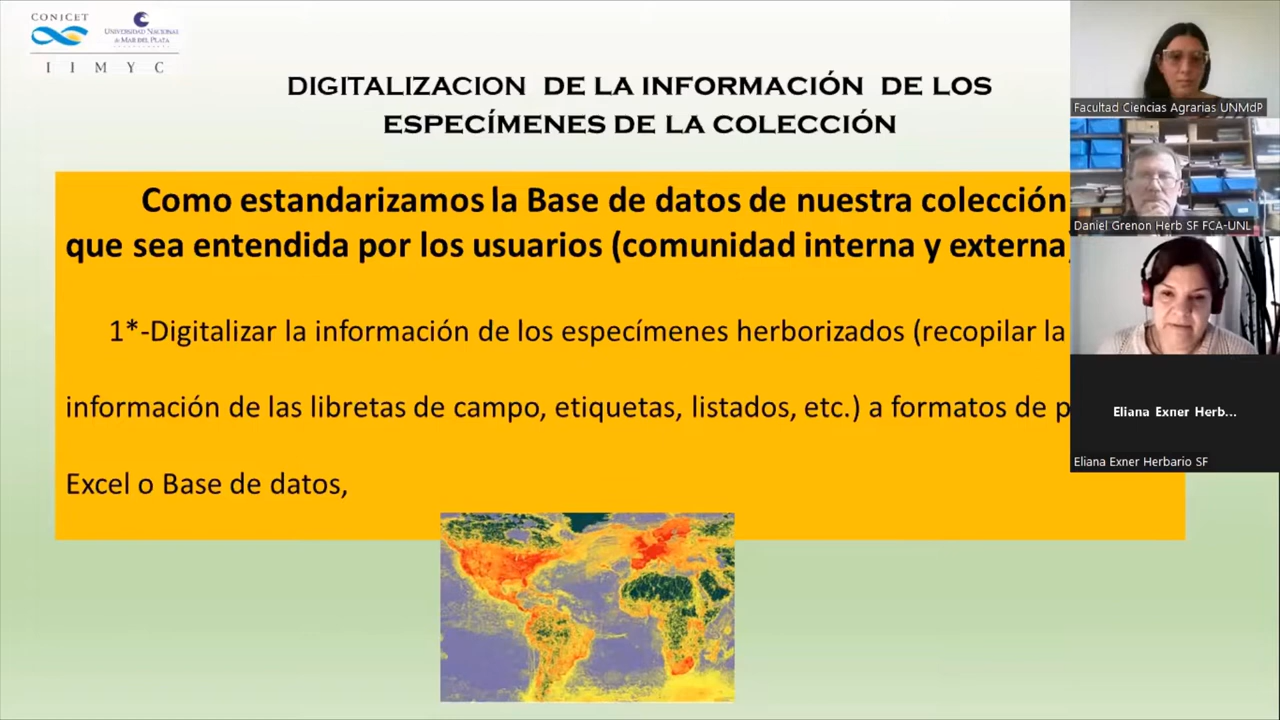 CONICET
UNIVERSIDAD NACIONAL
DE MAR DEL PLATA
I I M Y C
DIGITALIZACION DE LA INFORMACIÓN DE LOS
ESPECÍMENES DE LA COLECCIÓN
Como estandarizamos la Base de datos de nuestra colección
que sea entendida por los usuarios (comunidad interna y externa
1*-Digitalizar la información de los especímenes herborizados (recopilar la
información de las libretas de campo, etiquetas, listados, etc.) a formatos de p
Excel o Base de datos,
Facultad Ciencias Agrarias UNMdP
Daniel Grenon Herb SF FCA-UNL
Eliana Exner Herb...
Eliana Exner Herbario SF